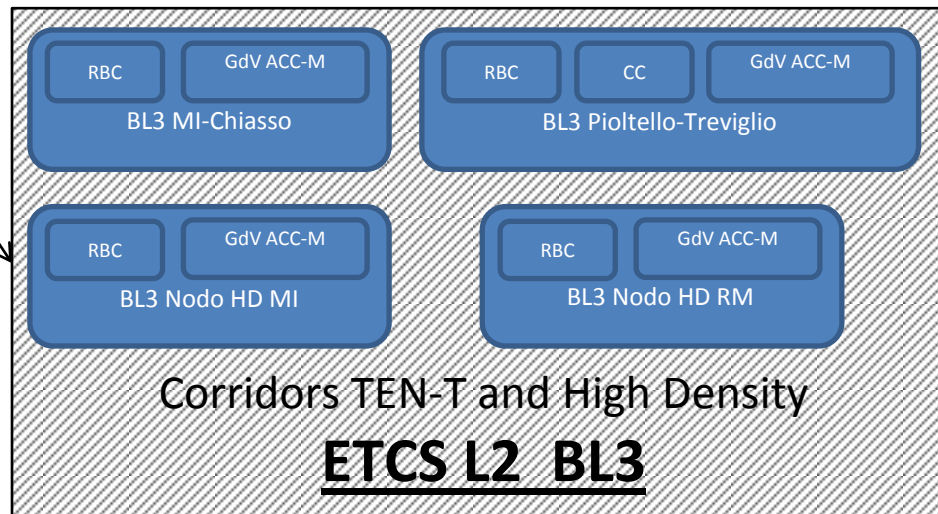 RBC
GdV ACC-M
BL3 MI-Chiasso
RBC
CC
GdV ACC-M
BL3 Pioltello-Treviglio
RBC
GdV ACC-M
BL3 Nodo HD MI
RBC
GdV ACC-M
BL3 Nodo HD RM
Corridors TEN-T and High Density
ETCS L2 BL3